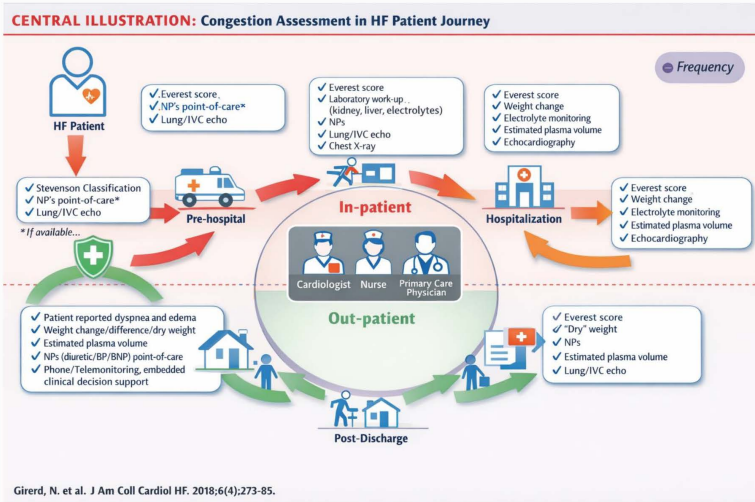 CENTRAL ILLUSTRATION: Congestion Assessment in HF Patient Journey
Frequency
HF Patient
✓ Everest score
✓ NP's point-of-care*
✓ Lung/IVC echo
✓ Everest score
✓ Laboratory work-up
(kidney, liver, electrolytes)
✓ NPs
✓ Lung/IVC echo
✓ Chest X-ray
✓ Everest score
✓ Weight change
✓ Electrolyte monitoring
✓ Estimated plasma volume
✓ Echocardiography
✓ Stevenson Classification
✓ NP's point-of-care*
✓ Lung/IVC echo
*If available...
Pre-hospital
In-patient
Hospitalization
✓ Everest score
✓ Weight change
✓ Electrolyte monitoring
✓ Estimated plasma volume
✓ Echocardiography
Cardiologist
Nurse
Primary Care
Physician
Out-patient
✓ Patient reported dyspnea and edema
✓ Weight change/difference/dry weight
✓ Estimated plasma volume
✓ NPs (diuretic/BP/BNP) point-of-care
✓ Phone/Telemonitoring, embedded
clinical decision support
✓ Everest score
✓ "Dry" weight
✓ NPs
✓ Estimated plasma volume
✓ Lung/IVC echo
Post-Discharge
Girerd, N. et al. J Am Coll Cardiol HF. 2018;6(4);273-85.